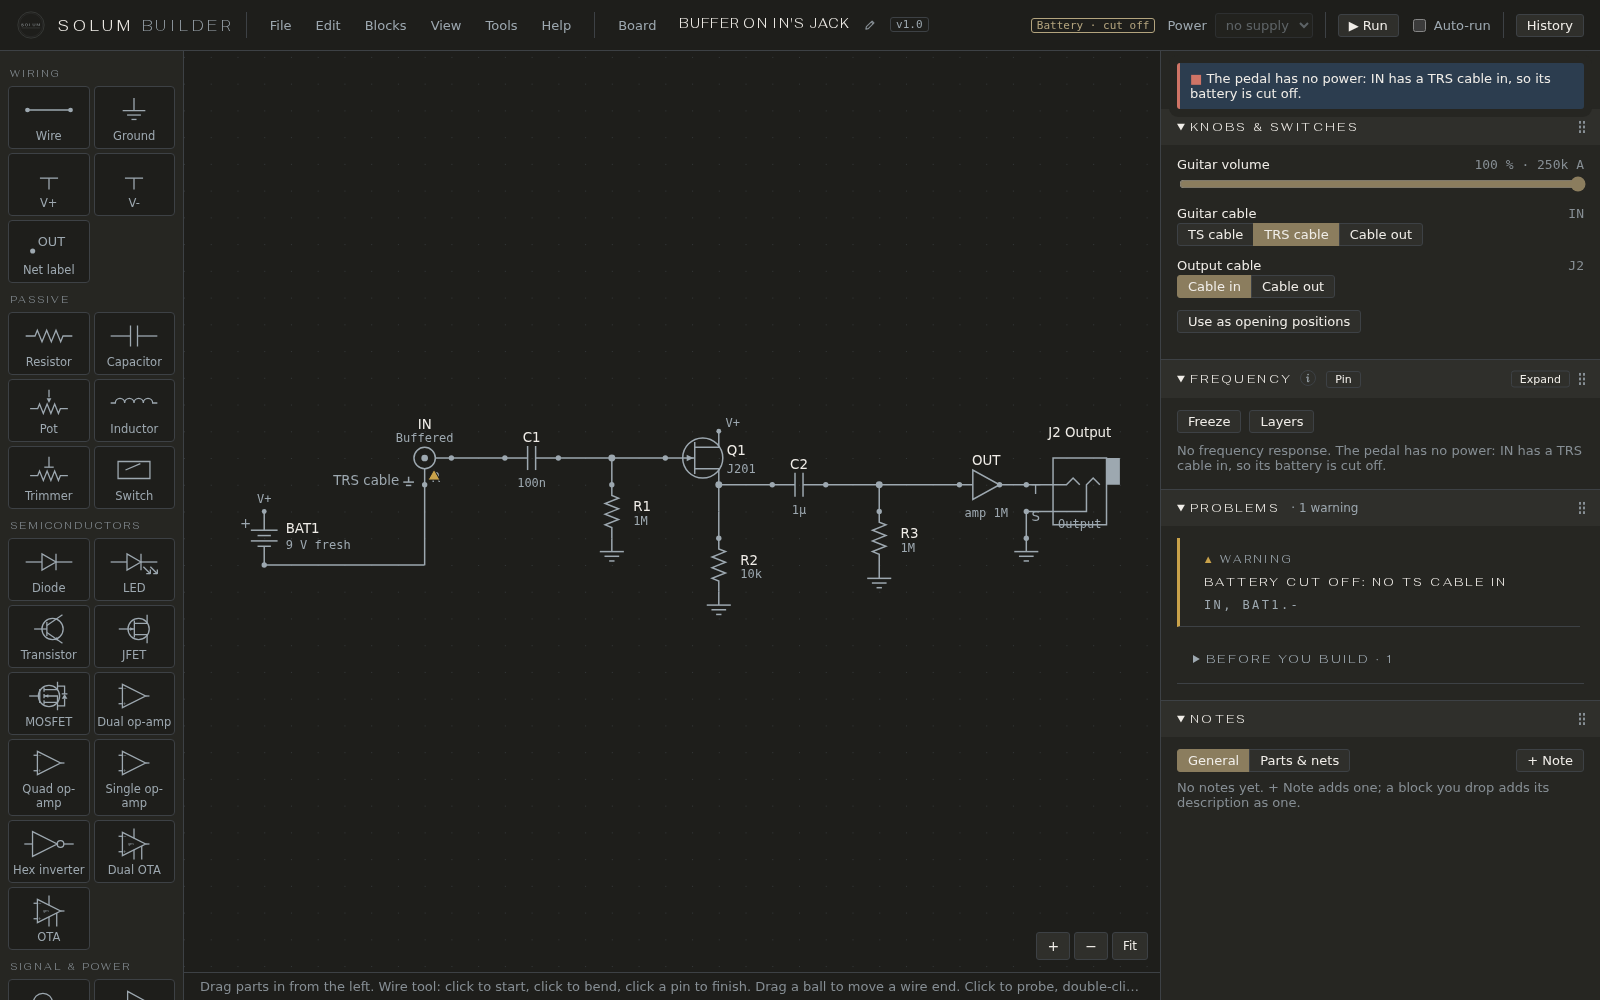 SOLUM BUILDER
File
Edit
Blocks
View
Tools
Help
Board
BUFFER ON IN'S JACK
v1.0
Battery · cut off
Power
no supply
▶ Run
Auto-run
History
WIRING
Wire
Ground
V+
V-
OUT
Net label
PASSIVE
Resistor
Capacitor
Pot
Inductor
Trimmer
Switch
SEMICONDUCTORS
Diode
LED
Transistor
JFET
MOSFET
Dual op-amp
Quad op-
amp
Single op-
amp
Hex inverter
Dual OTA
OTA
SIGNAL & POWER
IN
Buffered
TRS cable
V+
+
BAT1
9 V fresh
C1
100n
R1
1M
V+
Q1
J201
C2
1µ
R2
10k
R3
1M
OUT
amp 1M
J2 Output
T
S
Output
+
−
Fit
Drag parts in from the left. Wire tool: click to start, click to bend, click a pin to finish. Drag a ball to move a wire end. Click to probe, double-cli…
The pedal has no power: IN has a TRS cable in, so its
battery is cut off.
KNOBS & SWITCHES
Guitar volume
100 % · 250k A
Guitar cable
IN
TS cable
TRS cable
Cable out
Output cable
J2
Cable in
Cable out
Use as opening positions
FREQUENCY
i
Pin
Expand
Freeze
Layers
No frequency response. The pedal has no power: IN has a TRS
cable in, so its battery is cut off.
PROBLEMS · 1 warning
▲ WARNING
BATTERY CUT OFF: NO TS CABLE IN
IN, BAT1.-
BEFORE YOU BUILD · 1
NOTES
General
Parts & nets
+ Note
No notes yet. + Note adds one; a block you drop adds its
description as one.